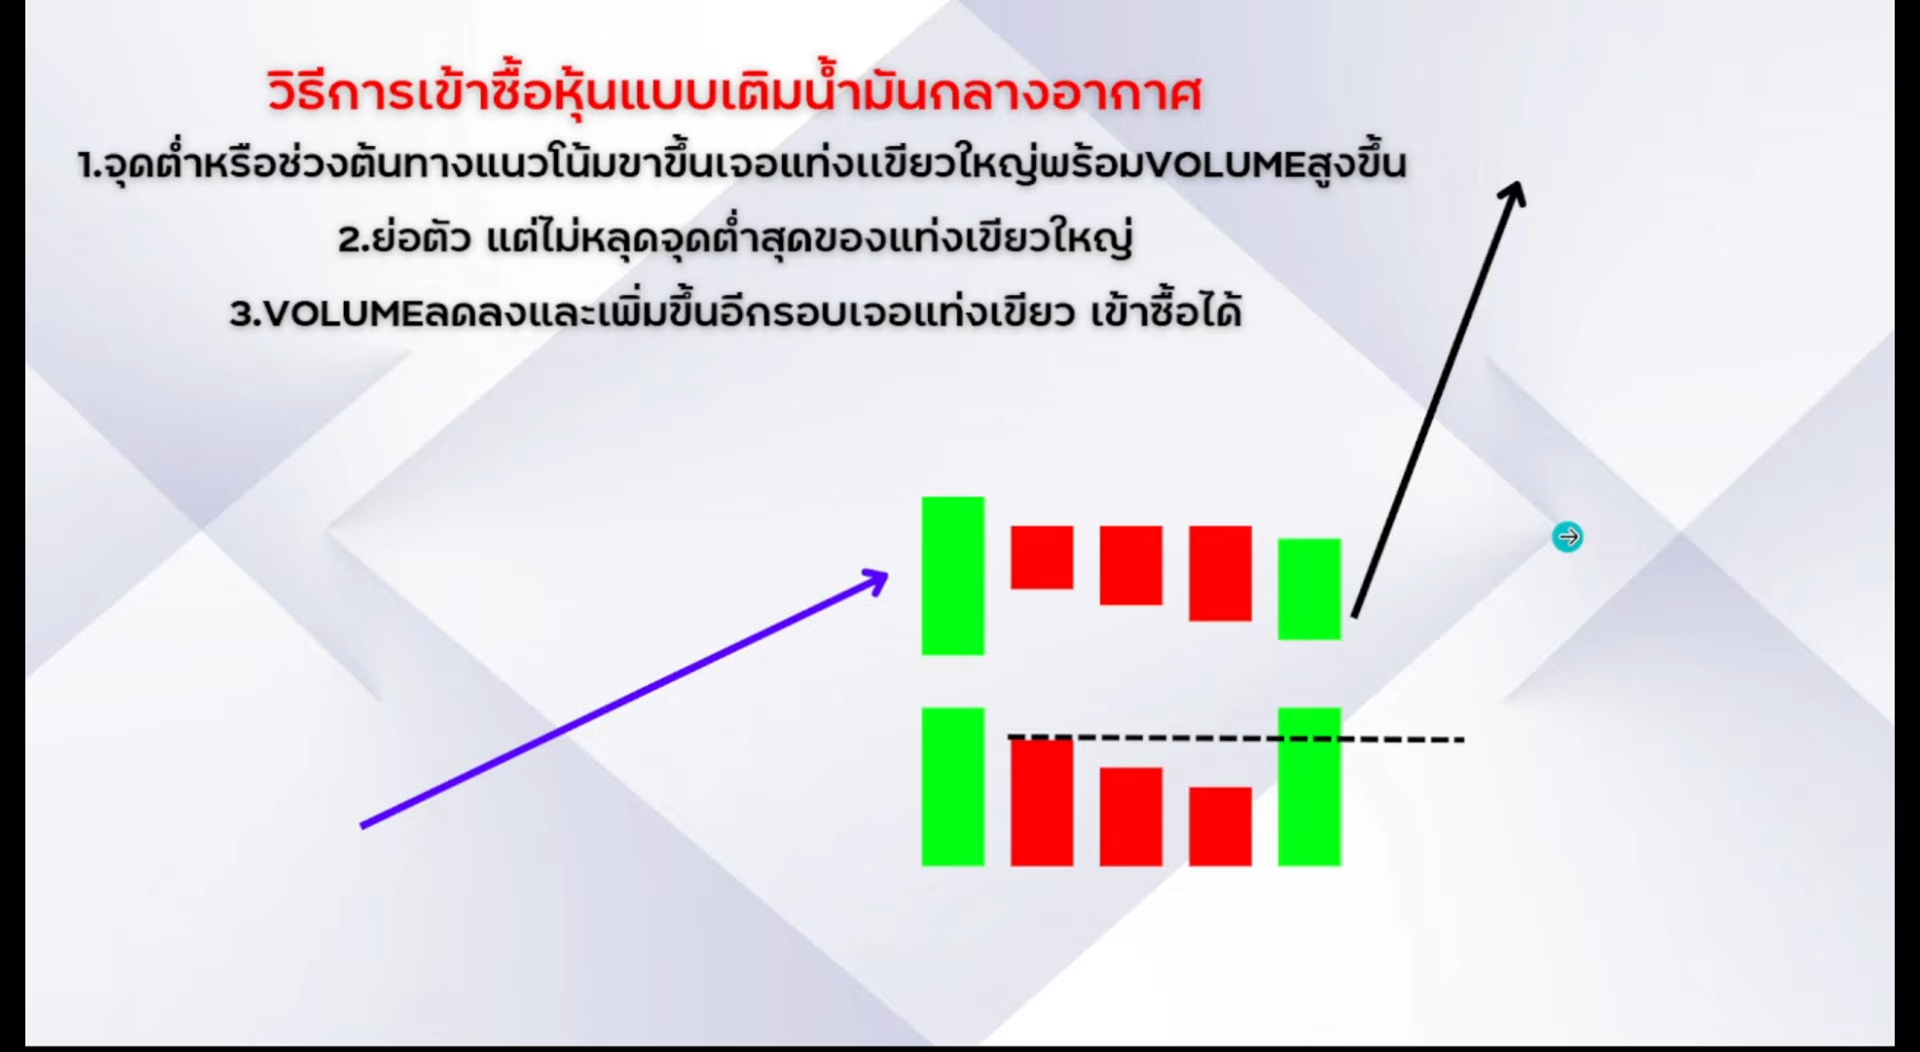 วิธีการเข้าซื้อหุ้นแบบเติมน้ำมันกลางอากาศ
1.จุดต่ำหรือช่วงต้นทางแนวโน้มขาขึ้นเจอแท่งเเขียวใหญ่พร้อมVOLUMEสูงขึ้น
2.ย่อตัว แต่ไม่หลุดจุดต่ำสุดของแท่งเขียวใหญ่
3.VOLUMEลดลงและเพิ่มขึ้นอีกรอบเจอแท่งเขียว เข้าซื้อได้